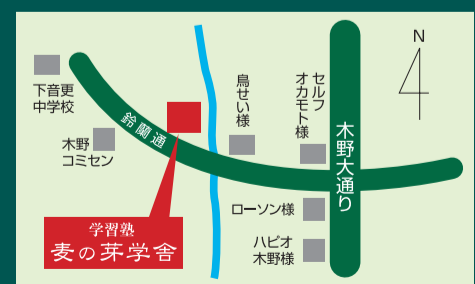 N
下音更
中学校
鈴蘭通
木野
コミセン
鳥せい様
セルフ
オカモト様
木野大通り
ローソン様
ハピオ
木野様
学習塾
麦の芽学舎